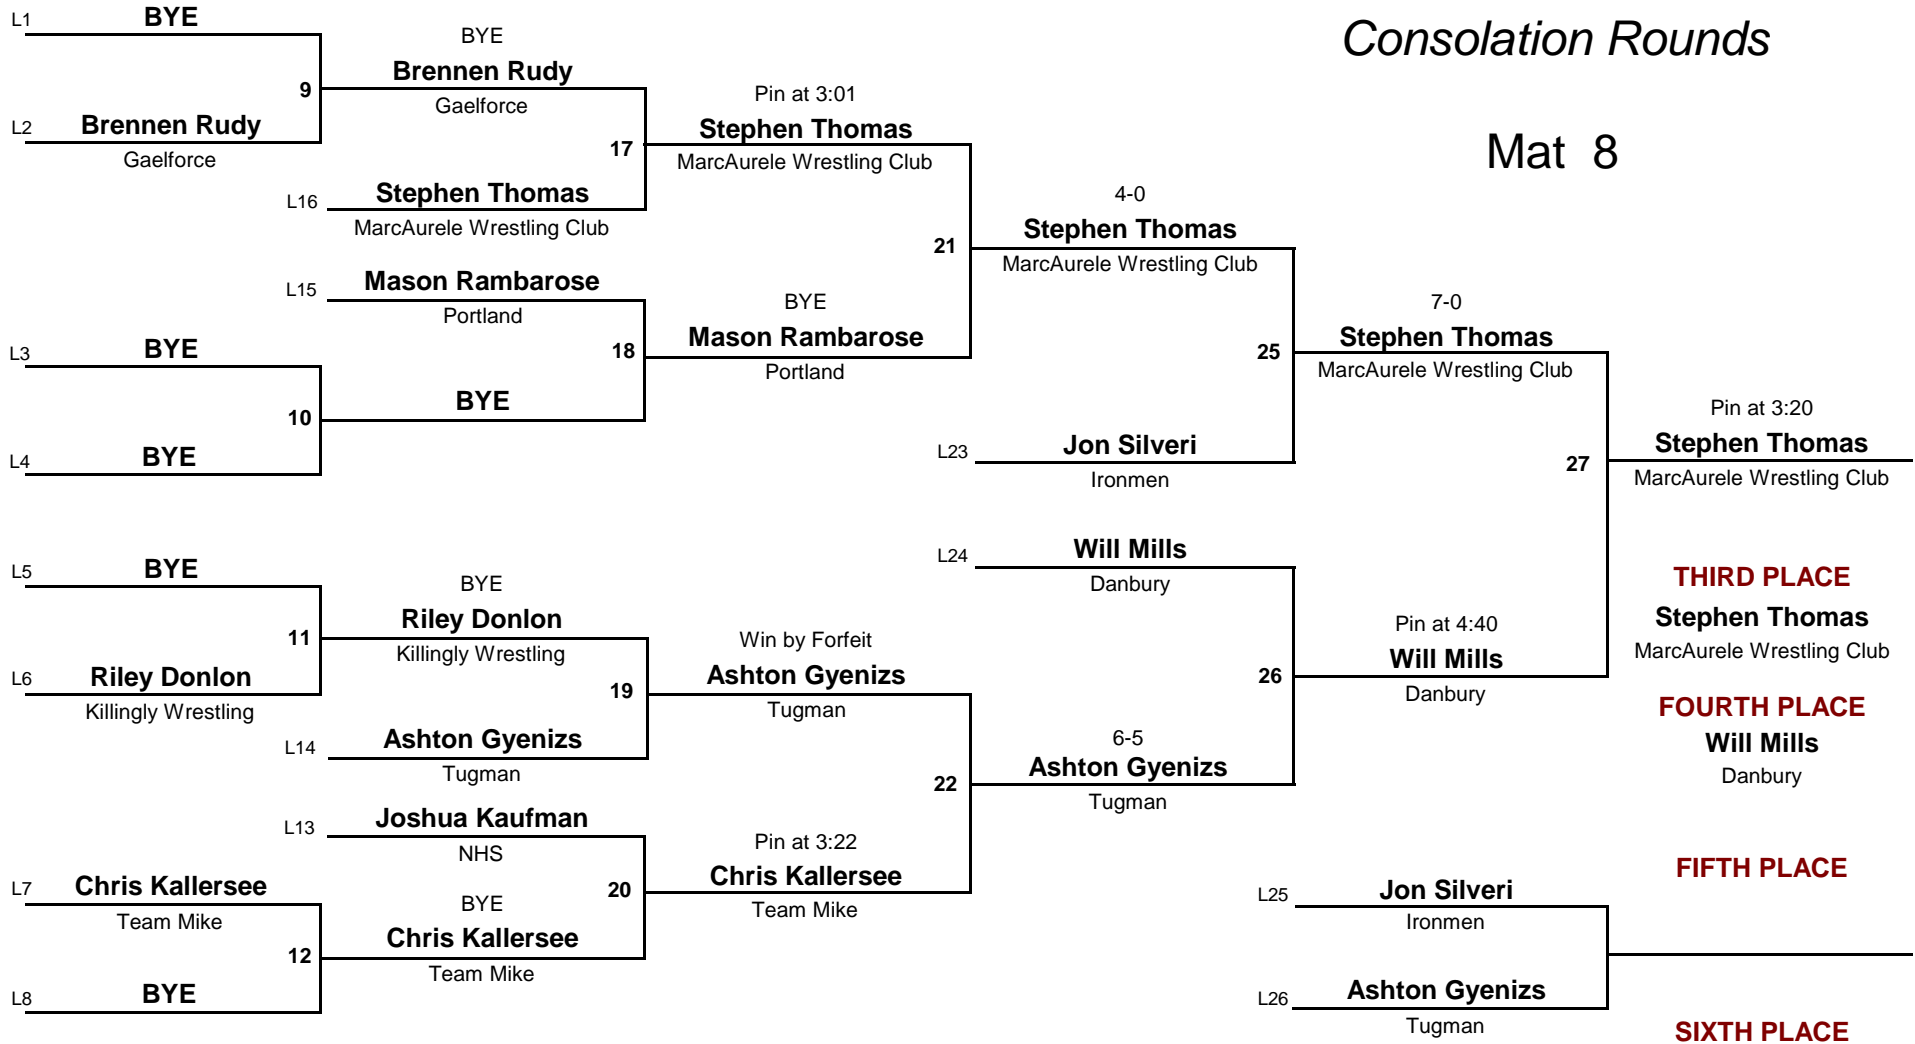 Consolation Rounds
Mat 8
L1
BYE
9
L2
Brennen Rudy
Gaelforce
BYE
Brennen Rudy
Gaelforce
17
L16
Stephen Thomas
MarcAurele Wrestling Club
Pin at 3:01
Stephen Thomas
MarcAurele Wrestling Club
21
L15
Mason Rambarose
Portland
18
L3
BYE
10
BYE
L4
BYE
BYE
Mason Rambarose
Portland
4-0
Stephen Thomas
MarcAurele Wrestling Club
25
L23
Jon Silveri
Ironmen
7-0
Stephen Thomas
MarcAurele Wrestling Club
27
Pin at 3:20
Stephen Thomas
MarcAurele Wrestling Club
L5
BYE
11
L6
Riley Donlon
Killingly Wrestling
BYE
Riley Donlon
Killingly Wrestling
19
L14
Ashton Gyenizs
Tugman
Win by Forfeit
Ashton Gyenizs
Tugman
22
L13
Joshua Kaufman
NHS
20
L7
Chris Kallersee
Team Mike
12
L8
BYE
BYE
Chris Kallersee
Team Mike
Pin at 3:22
Chris Kallersee
Team Mike
L24
Will Mills
Danbury
26
6-5
Ashton Gyenizs
Tugman
Pin at 4:40
Will Mills
Danbury
THIRD PLACE
Stephen Thomas
MarcAurele Wrestling Club
FOURTH PLACE
Will Mills
Danbury
L25
Jon Silveri
Ironmen
L26
Ashton Gyenizs
Tugman
FIFTH PLACE
SIXTH PLACE